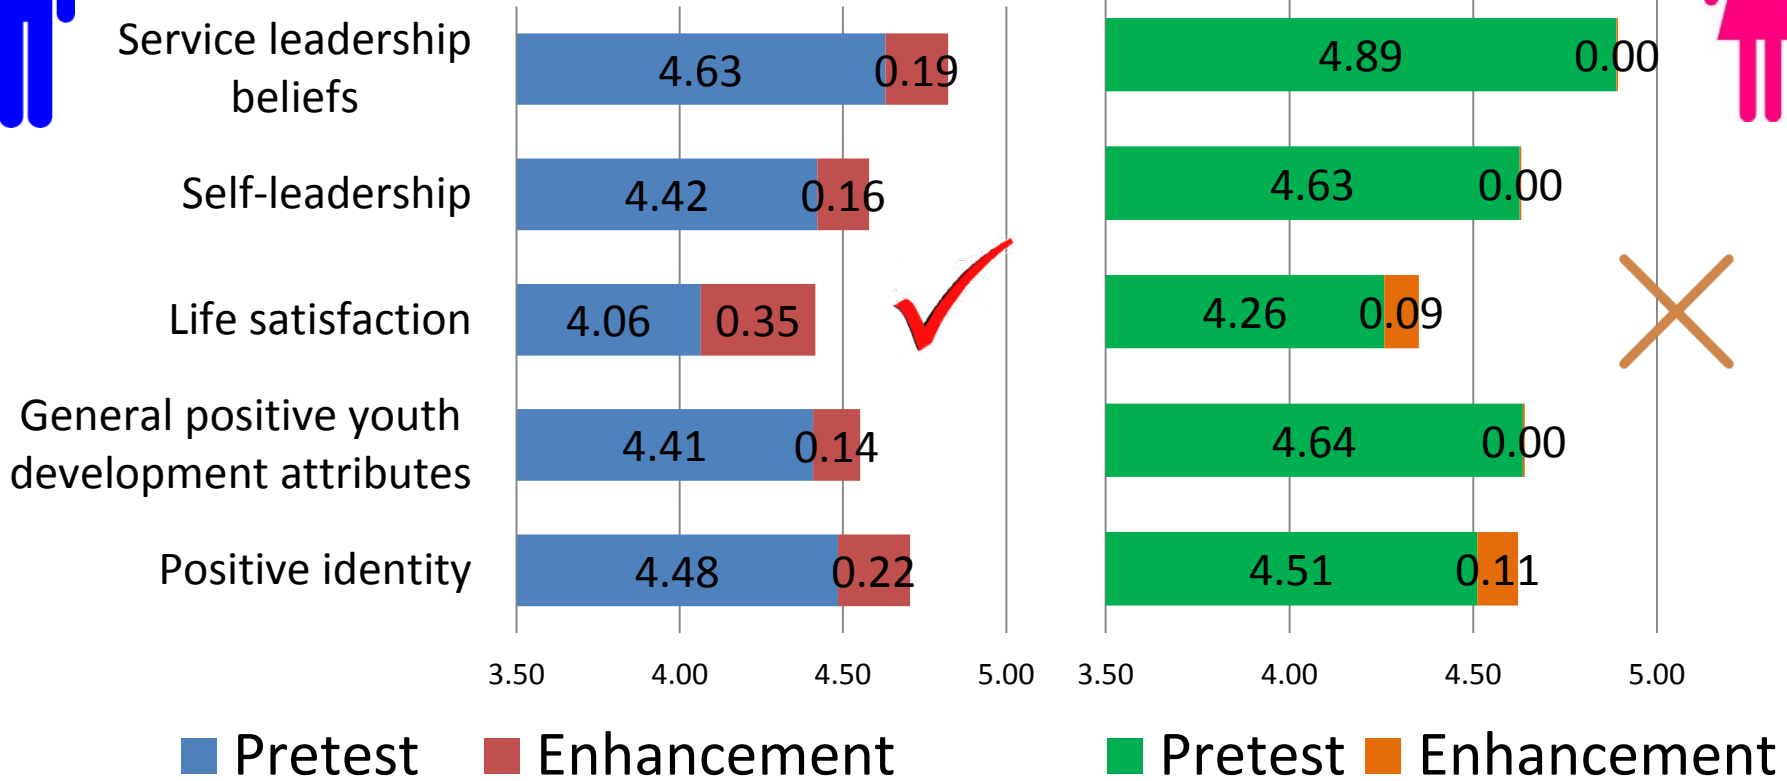 Service leadership
beliefs
4.63 0.19
4.89 0.00
Self-leadership
4.42 0.16
4.63 0.00
Life satisfaction
4.06 0.35
4.26 0.09
General positive youth
development attributes
4.41 0.14
4.64 0.00
Positive identity
4.48 0.22
4.51 0.11
3.50 4.00 4.50 5.00
3.50 4.00 4.50 5.00
Pretest Enhancement
Pretest Enhancement